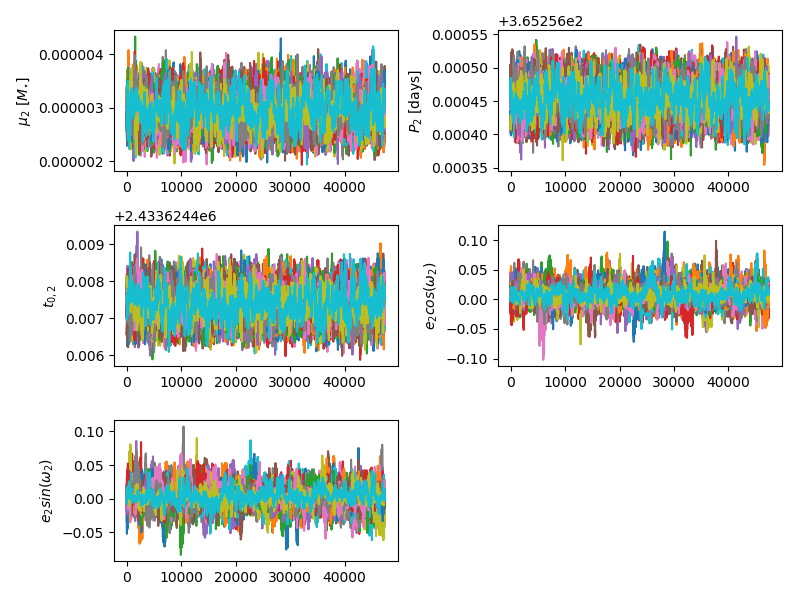 μ₂ [M⋆]
0.000004
0.000003
0.000002
0 10000 20000 30000 40000
+3.65256e2
P₂ [days]
0.00055
0.00050
0.00045
0.00040
0.00035
0 10000 20000 30000 40000
+2.4336244e6
t₀,₂
0.009
0.008
0.007
0.006
0 10000 20000 30000 40000
e₂cos(ω₂)
0.10
0.05
0.00
−0.05
−0.10
0 10000 20000 30000 40000
e₂sin(ω₂)
0.10
0.05
0.00
−0.05
0 10000 20000 30000 40000